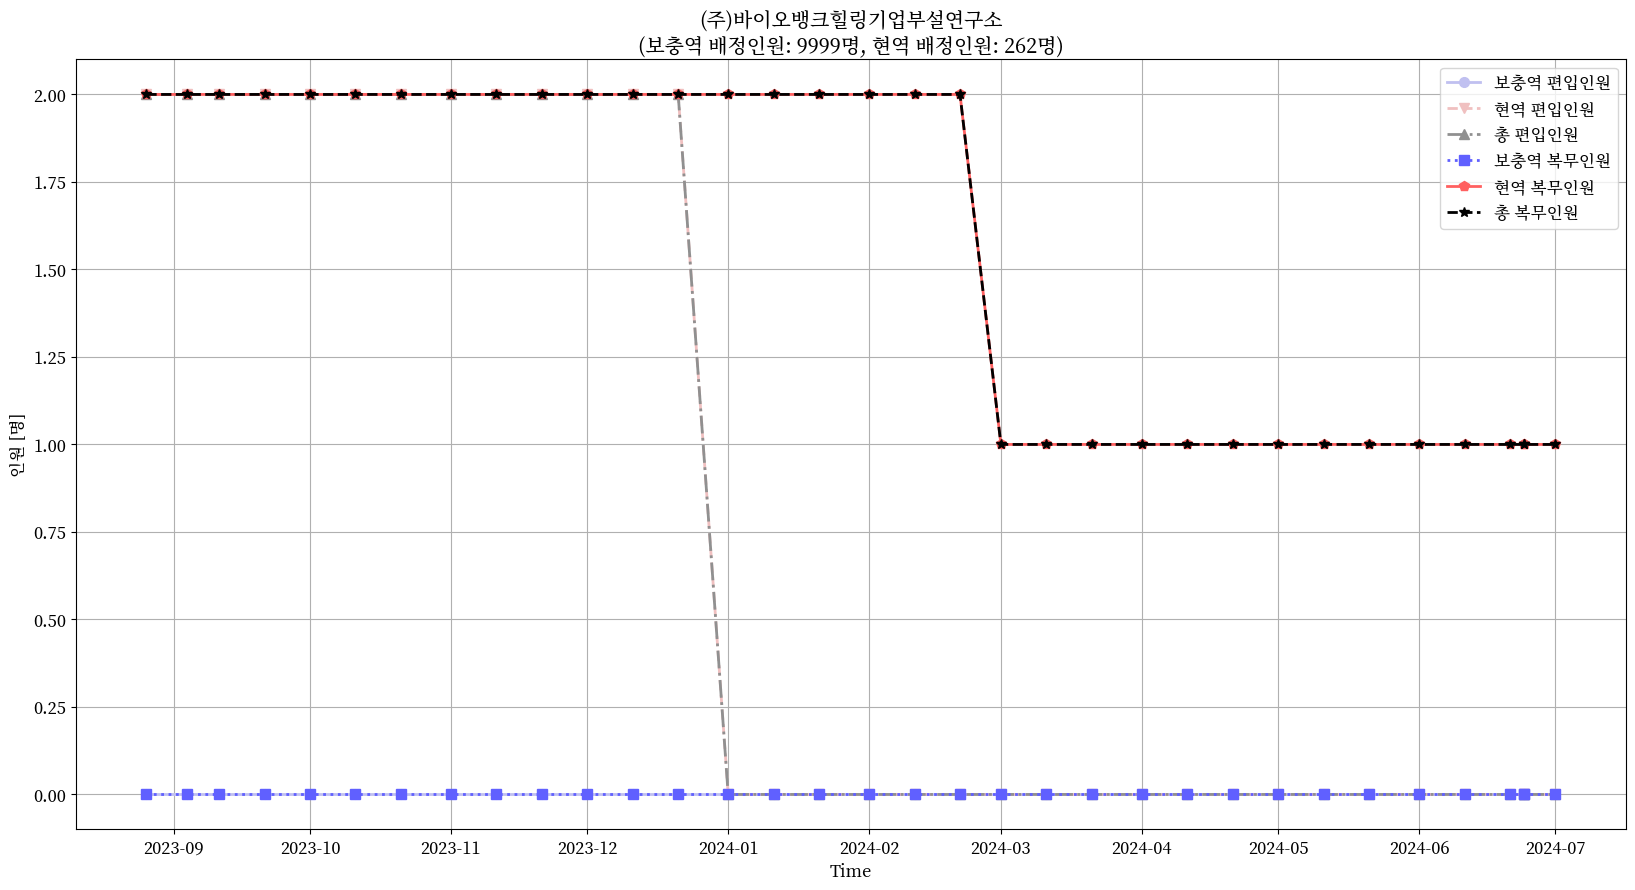 (주)바이오뱅크힐링기업부설연구소
(보충역 배정인원: 9999명, 현역 배정인원: 262명)
보충역 편입인원
현역 편입인원
총 편입인원
보충역 복무인원
현역 복무인원
총 복무인원
인원 [명]
2.00
1.75
1.50
1.25
1.00
0.75
0.50
0.25
0.00
2023-09 2023-10 2023-11 2023-12 2024-01 2024-02 2024-03 2024-04 2024-05 2024-06 2024-07
Time